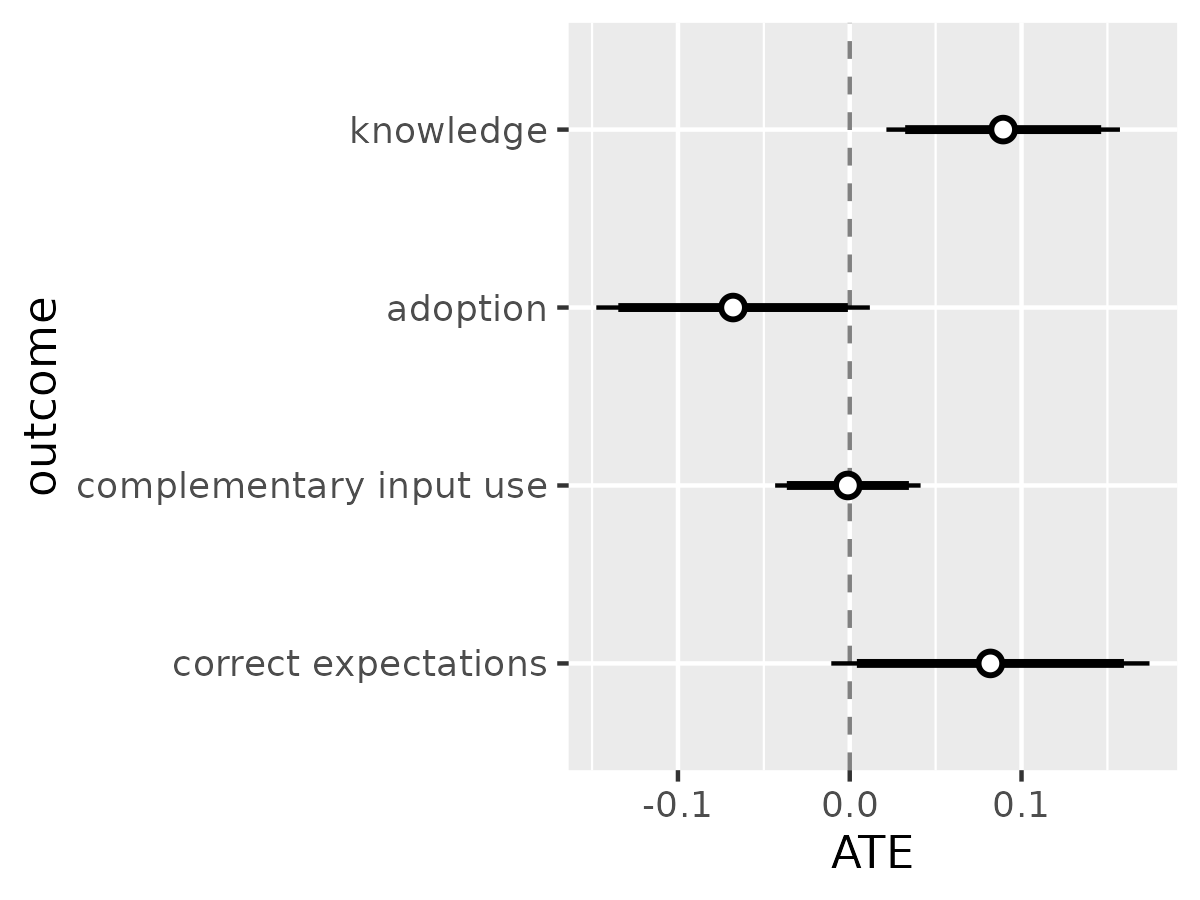 outcome
knowledge
adoption
complementary input use
correct expectations
-0.1 0.0 0.1
ATE